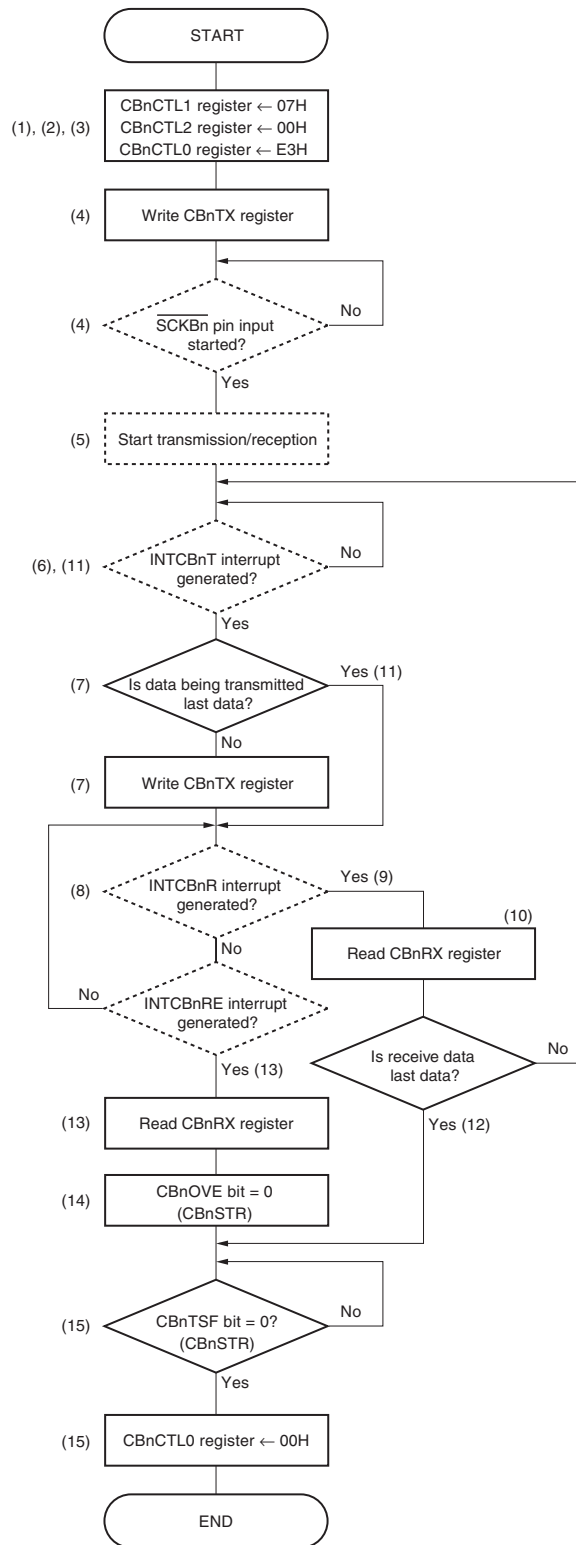 START
(1), (2), (3)
CBnCTL1 register ← 07H
CBnCTL2 register ← 00H
CBnCTL0 register ← E3H
(4)
Write CBnTX register
(4)
SCKBn pin input
started?
No
Yes
(5)
Start transmission/reception
(6), (11)
INTCBnT interrupt
generated?
No
Yes
(7)
Is data being transmitted
last data?
Yes (11)
No
(7)
Write CBnTX register
(8)
INTCBnR interrupt
generated?
Yes (9)
No
(10)
Read CBnRX register
No
INTCBnRE interrupt
generated?
Yes (13)
Is receive data
last data?
No
Yes (12)
(13)
Read CBnRX register
(14)
CBnOVE bit = 0
(CBnSTR)
(15)
CBnTSF bit = 0?
(CBnSTR)
No
Yes
(15)
CBnCTL0 register ← 00H
END